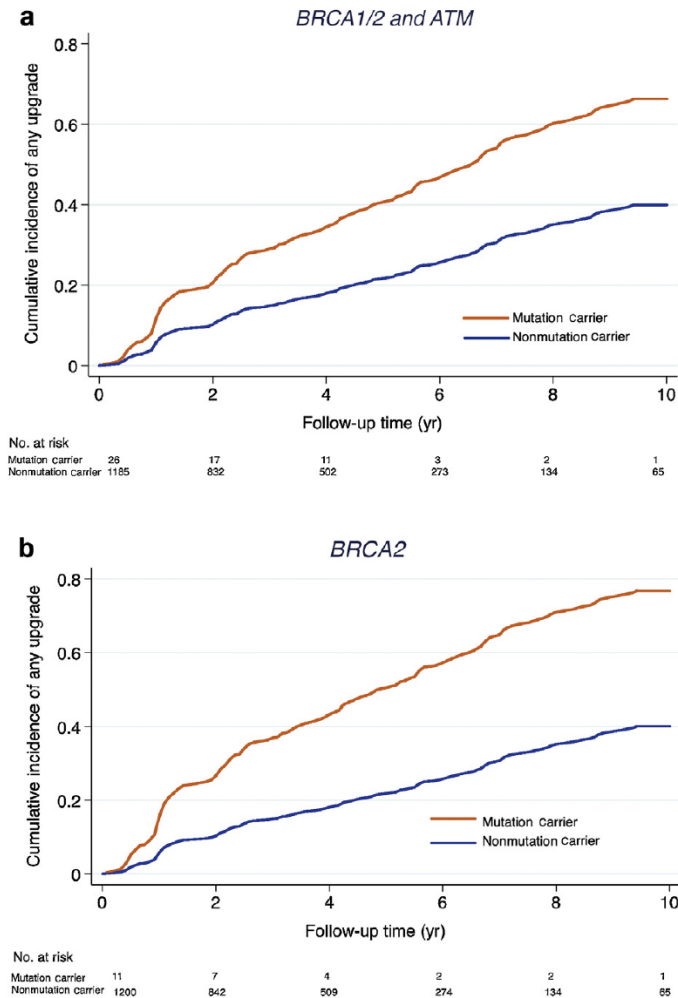 a
BRCA1/2 and ATM
0.8
0.6
0.4
0.2
0
Cumulative incidence of any upgrade
Mutation carrier
Nonmutation carrier
0 2 4 6 8 10
Follow-up time (yr)
No. at risk
Mutation carrier 26 17 11 3 2 1
Nonmutation carrier 1185 832 502 273 134 65
b
BRCA2
0.8
0.6
0.4
0.2
0
Cumulative incidence of any upgrade
Mutation carrier
Nonmutation carrier
0 2 4 6 8 10
Follow-up time (yr)
No. at risk
Mutation carrier 11 7 4 2 2 1
Nonmutation carrier 1200 842 509 274 134 65